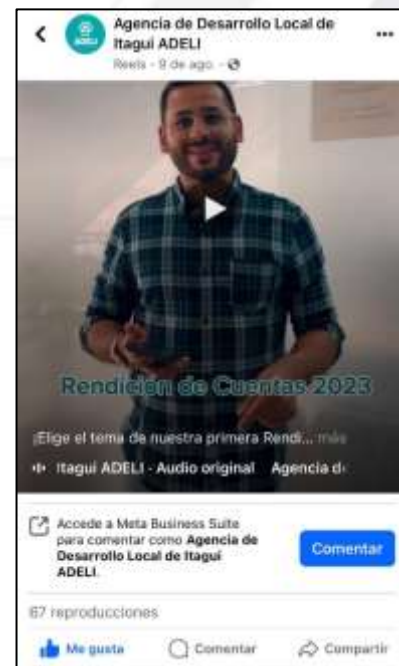 Agencia de Desarrollo Local de
Itagui ADELI
Reels - 9 de ago. -
Rendición de Cuentas 2023
¡Elige el tema de nuestra primera Rendi... más
Itagui ADELI - Audio original Agencia d
Accede a Meta Business Suite
para comentar como Agencia de
Desarrollo Local de Itagui
ADELI.
Comentar
67 reproducciones
Me gusta
Comentar
Compartir